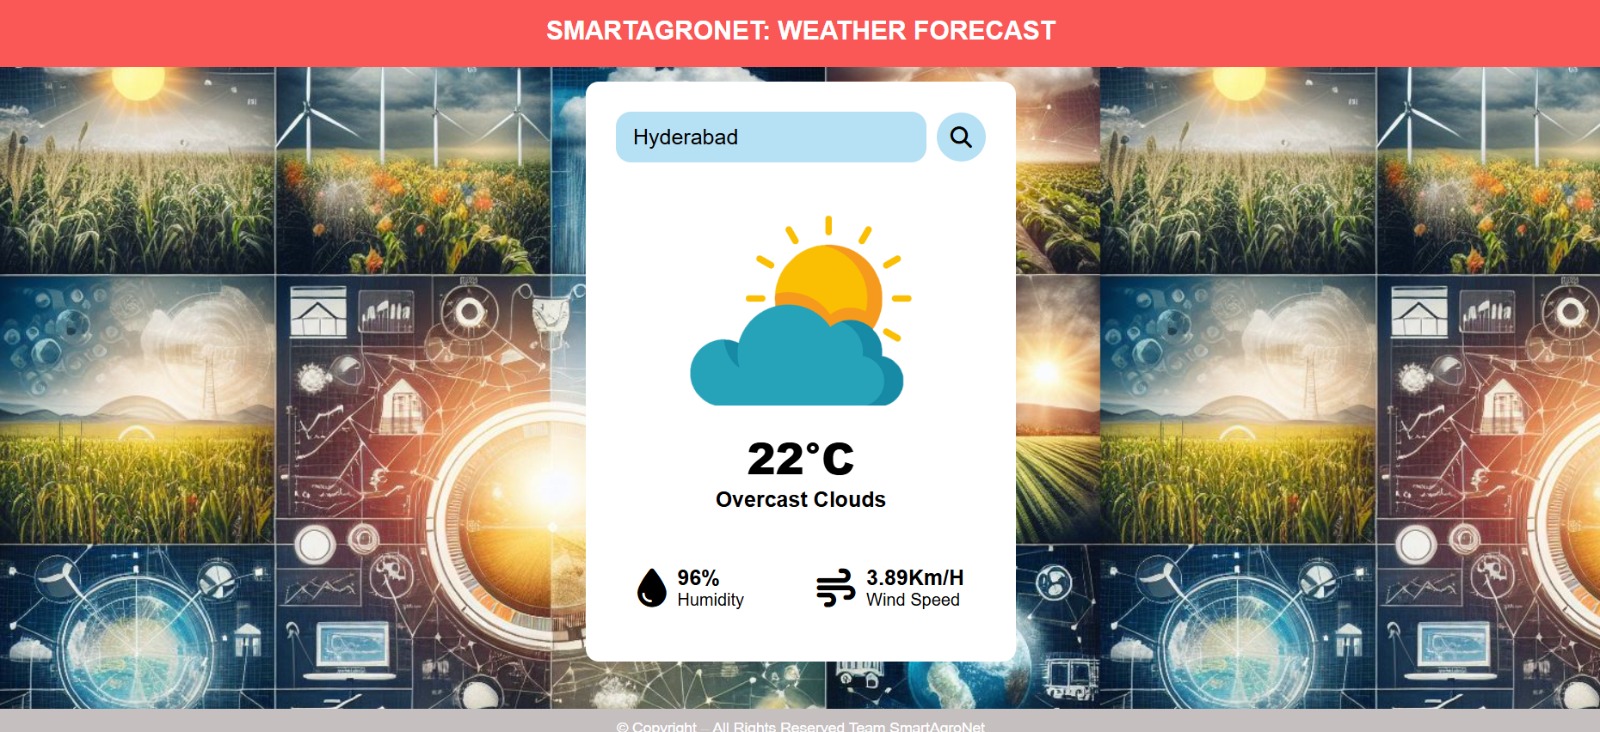 SMARTAGRONET: WEATHER FORECAST
Hyderabad
22°C
Overcast Clouds
96%
Humidity
3.89Km/H
Wind Speed
© Copyright All Rights Reserved Team SmartAgroNet